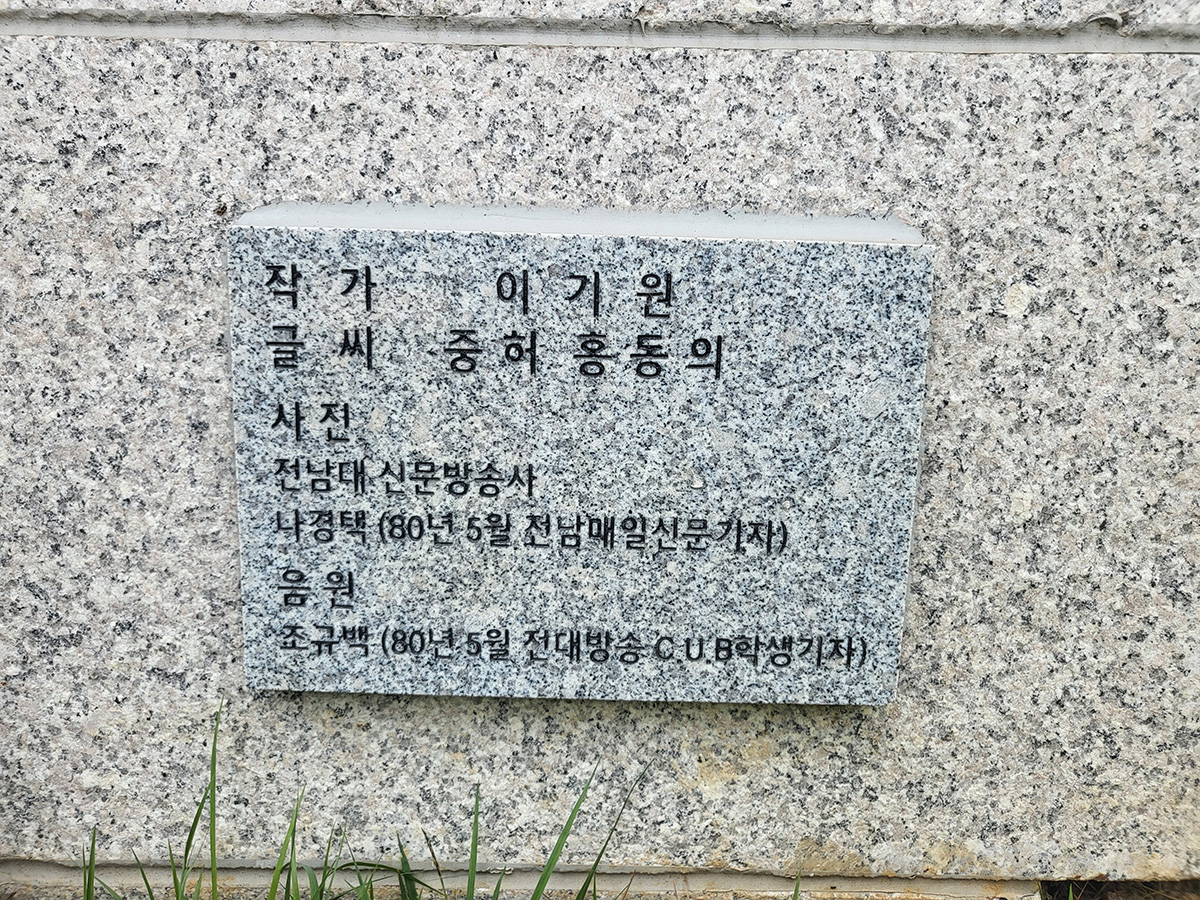 작 가 이 기 원
글 씨 중허 홍동의
사 전
전남대 신문방송사
나경택 (80년 5월 전남매일신문기자)
음 원
조규백 (80년 5월 전대방송 C.U.B학생기자)